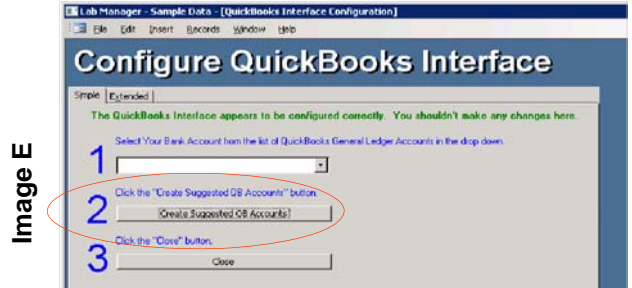 Lab Manager - Sample Data - [QuickBooks Interface Configuration]
File Edit Insert Records Window Help
Configure QuickBooks Interface
Simple Extended
The QuickBooks Interface appears to be configured correctly. You shouldn't make any changes here.
Select Your Bank Account from the list of QuickBooks General Ledger Accounts in the drop down.
1
Click the "Create Suggested QB Accounts" button.
2
Create Suggested QB Accounts
Click the "Close" button.
3
Close
Image E